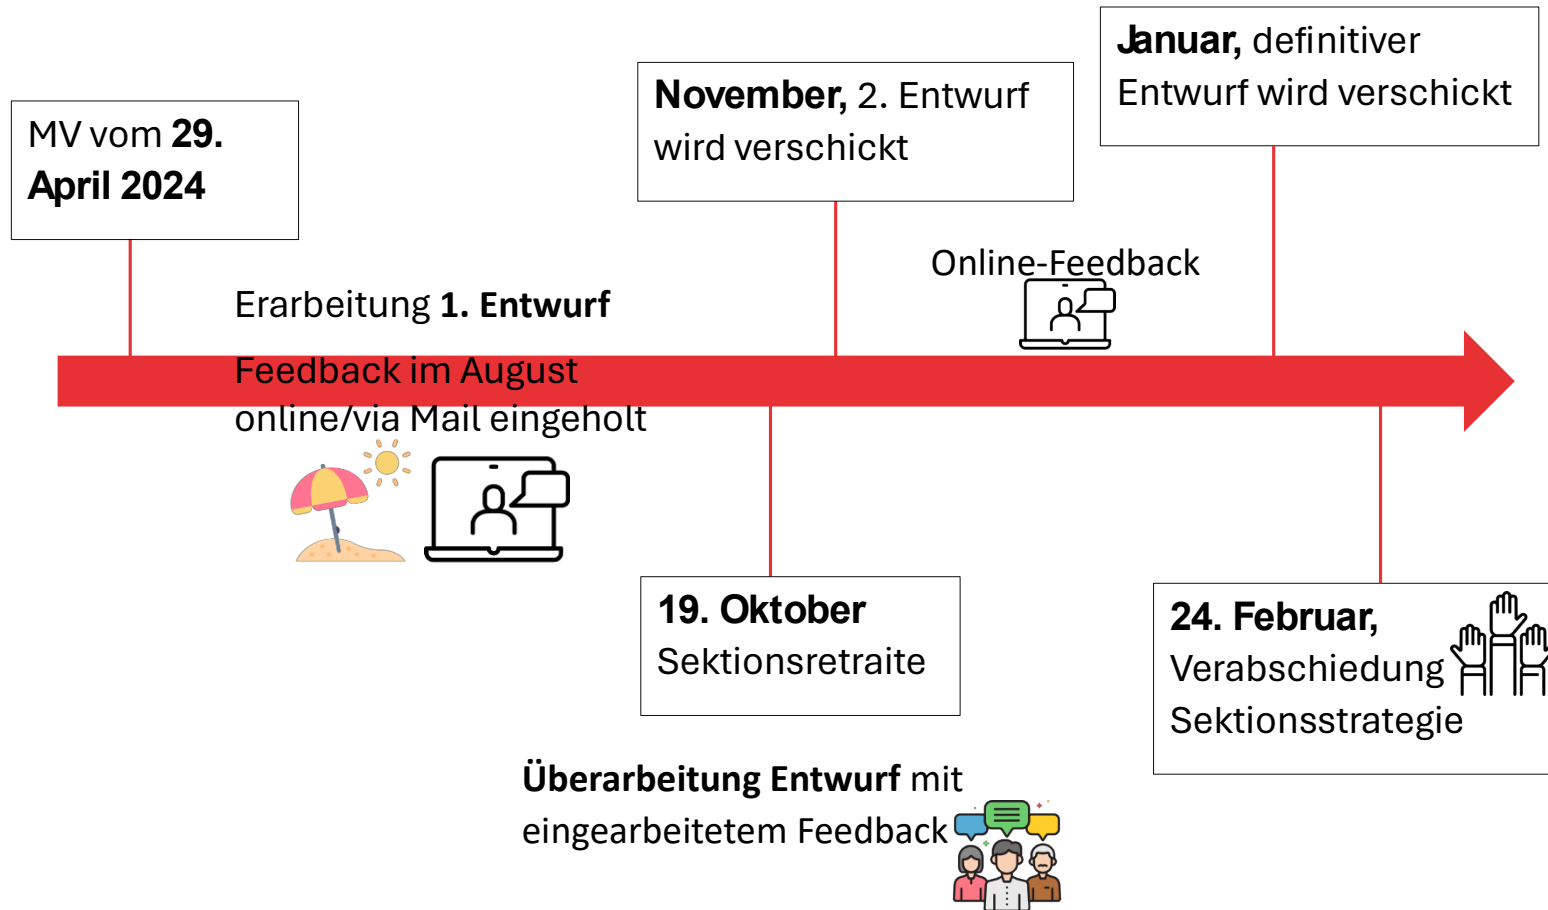 MV vom 29.
April 2024
Erarbeitung 1. Entwurf
Feedback im August
online/via Mail eingeholt
19. Oktober
Sektionsretraite
Überarbeitung Entwurf mit
eingearbeitetem Feedback
November, 2. Entwurf
wird verschickt
Online-Feedback
Januar, definitiver
Entwurf wird verschickt
24. Februar,
Verabschiedung
Sektionsstrategie